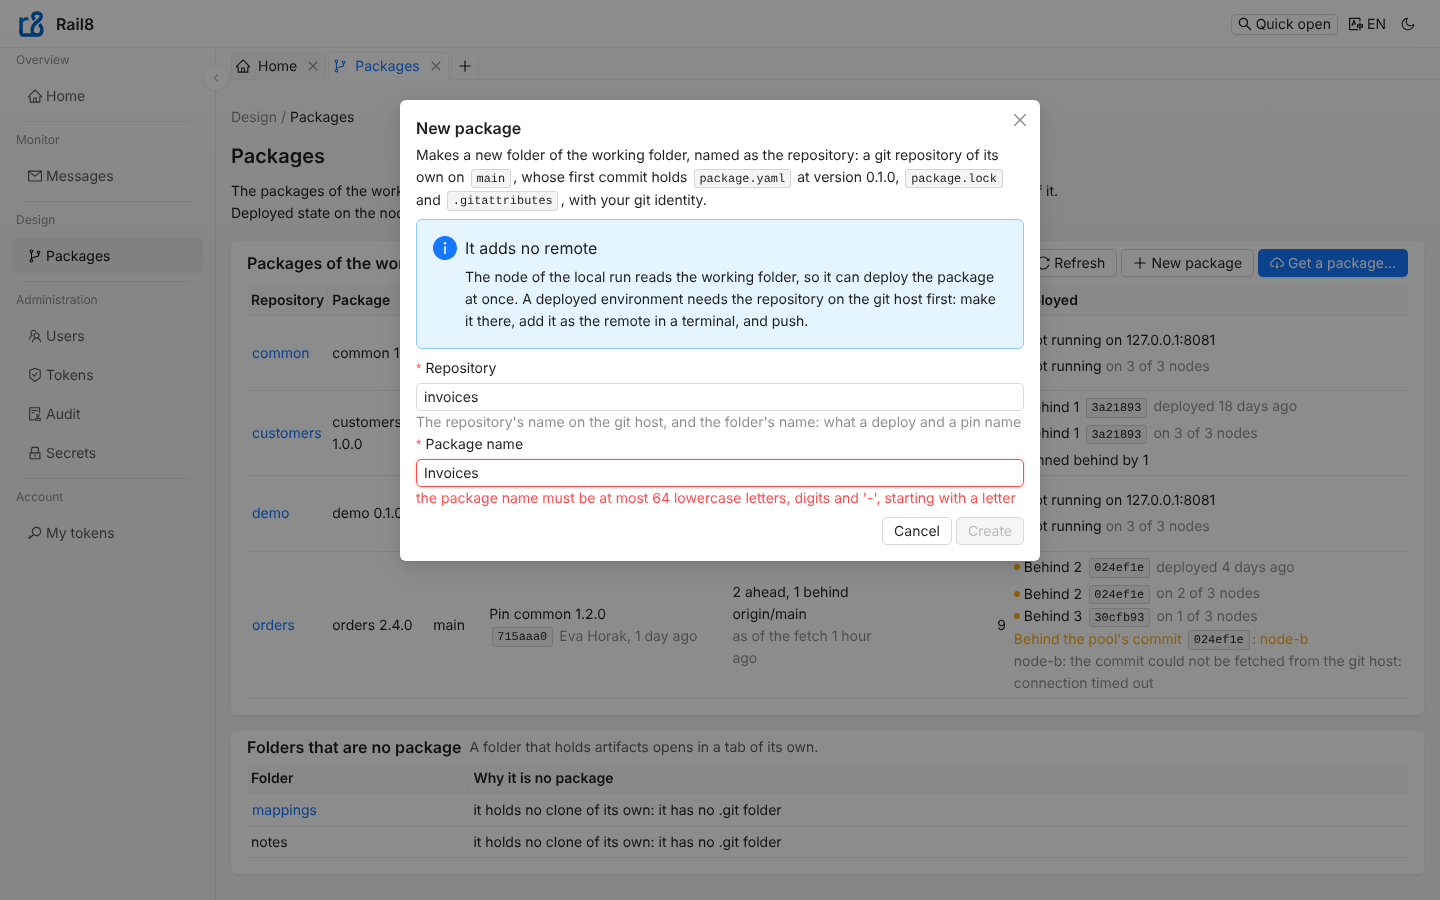 Rail8
Quick open
EN
Overview
Home
Monitor
Messages
Design
Packages
Administration
Users
Tokens
Audit
Secrets
Account
My tokens
Home
Packages
Design / Packages
Packages
The packages of the work
f it.
Deployed state on the nod
Packages of the wor
Refresh
New package
Get a package...
Repository Package
loyed
common common 1
ot running on 127.0.0.1:8081
ot running on 3 of 3 nodes
customers customers
1.0.0
hind 1 3a21893 deployed 18 days ago
hind 1 3a21893 on 3 of 3 nodes
nned behind by 1
demo demo 0.1.0
ot running on 127.0.0.1:8081
ot running on 3 of 3 nodes
orders orders 2.4.0 main
Pin common 1.2.0
715aaa0 Eva Horak, 1 day ago
2 ahead, 1 behind
origin/main
as of the fetch 1 hour
ago
9
Behind 2 024ef1e deployed 4 days ago
Behind 2 024ef1e on 2 of 3 nodes
Behind 3 30cfb93 on 1 of 3 nodes
Behind the pool's commit 024ef1e : node-b
node-b: the commit could not be fetched from the git host:
connection timed out
Folders that are no package A folder that holds artifacts opens in a tab of its own.
Folder Why it is no package
mappings it holds no clone of its own: it has no .git folder
notes it holds no clone of its own: it has no .git folder
New package
Makes a new folder of the working folder, named as the repository: a git repository of its
own on main , whose first commit holds package.yaml at version 0.1.0, package.lock
and .gitattributes , with your git identity.
It adds no remote
The node of the local run reads the working folder, so it can deploy the package
at once. A deployed environment needs the repository on the git host first: make
it there, add it as the remote in a terminal, and push.
* Repository
invoices
The repository's name on the git host, and the folder's name: what a deploy and a pin name
* Package name
Invoices
the package name must be at most 64 lowercase letters, digits and '-', starting with a letter
Cancel
Create